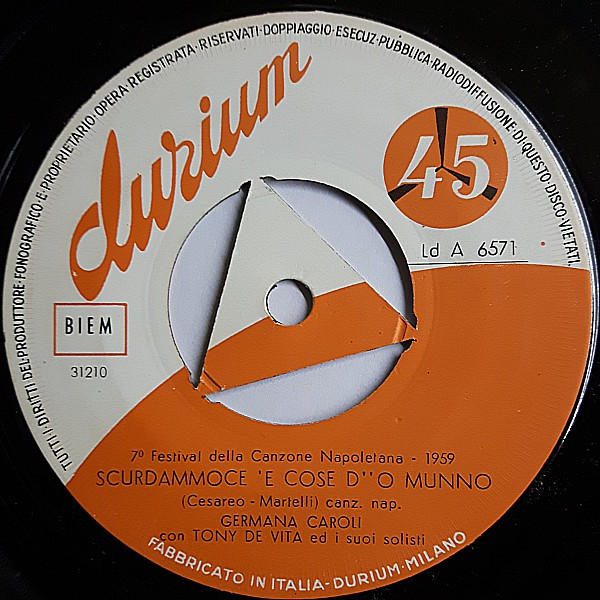 TUTTI I DIRITTI DEL PRODUTTORE FONOGRAFICO E PROPRIETARIO OPERA REGISTRATA RISERVATI·DOPPIAGGIO·ESECUZ·PUBBLICA·RADIODIFFUSIONE DI QUESTO DISCO VIETATI
durium
45
Ld A 6571
BIEM
31210
7º Festival della Canzone Napoletana - 1959
SCURDAMMOCE 'E COSE D''O MUNNO
(Cesareo - Martelli) canz. nap.
GERMANA CAROLI
con TONY DE VITA ed i suoi solisti
FABBRICATO IN ITALIA-DURIUM-MILANO